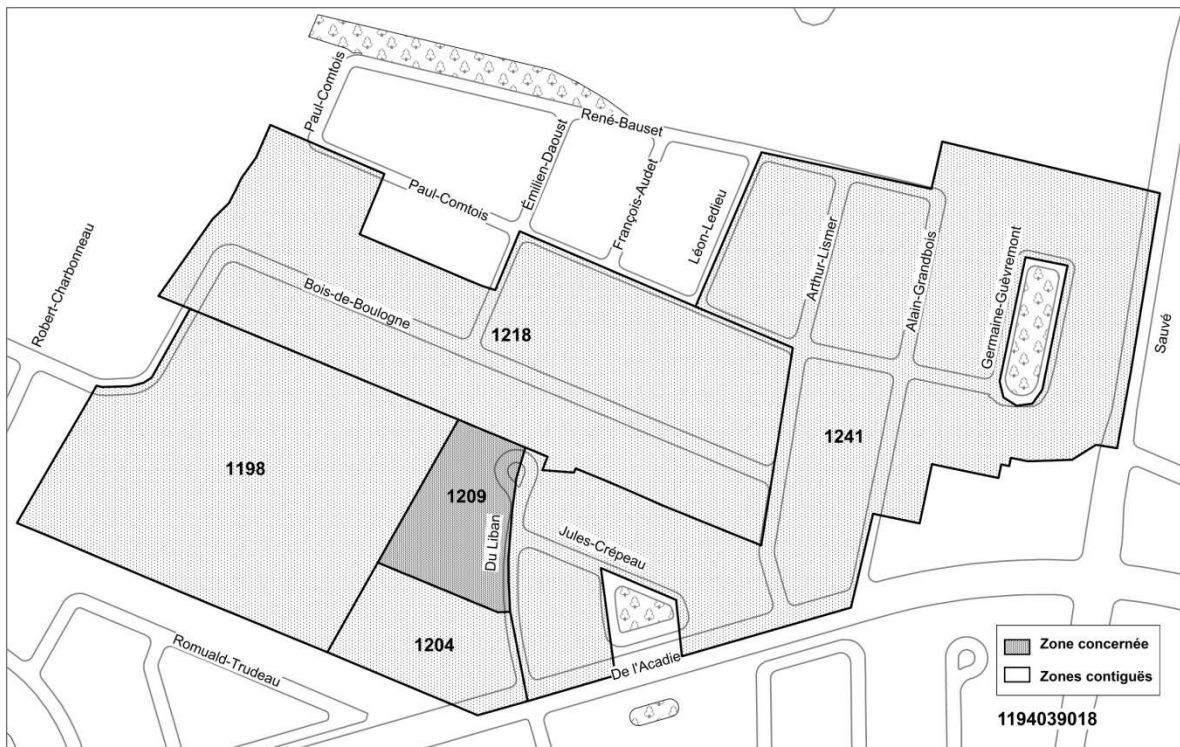 Paul-Comtois
René-Bauset
Émilien-Daoust
François-Audet
Paul-Comtois
Léon-Ledieu
Arthur-Lismer
Alain-Grandbois
Germaine-Guèvremont
Sauvé
Robert-Charbonneau
Bois-de-Boulogne
1218
1241
1198
1209
Du Liban
Jules-Crépeau
1204
Romuald-Trudeau
De l'Acadie
Zone concernée
Zones contiguës
1194039018